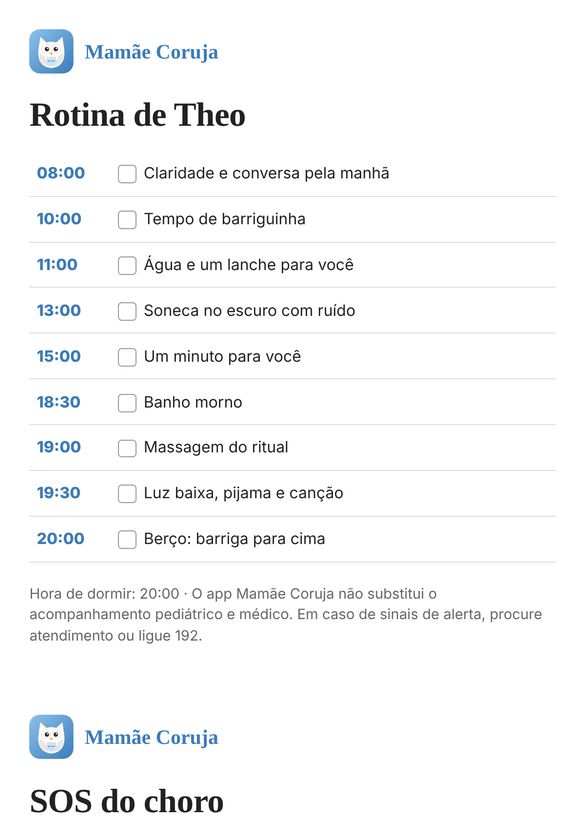 Mamãe Coruja
Rotina de Theo
08:00 Claridade e conversa pela manhã
10:00 Tempo de barriguinha
11:00 Água e um lanche para você
13:00 Soneca no escuro com ruído
15:00 Um minuto para você
18:30 Banho morno
19:00 Massagem do ritual
19:30 Luz baixa, pijama e canção
20:00 Berço: barriga para cima
Hora de dormir: 20:00 · O app Mamãe Coruja não substitui o
acompanhamento pediátrico e médico. Em caso de sinais de alerta, procure
atendimento ou ligue 192.
Mamãe Coruja
SOS do choro